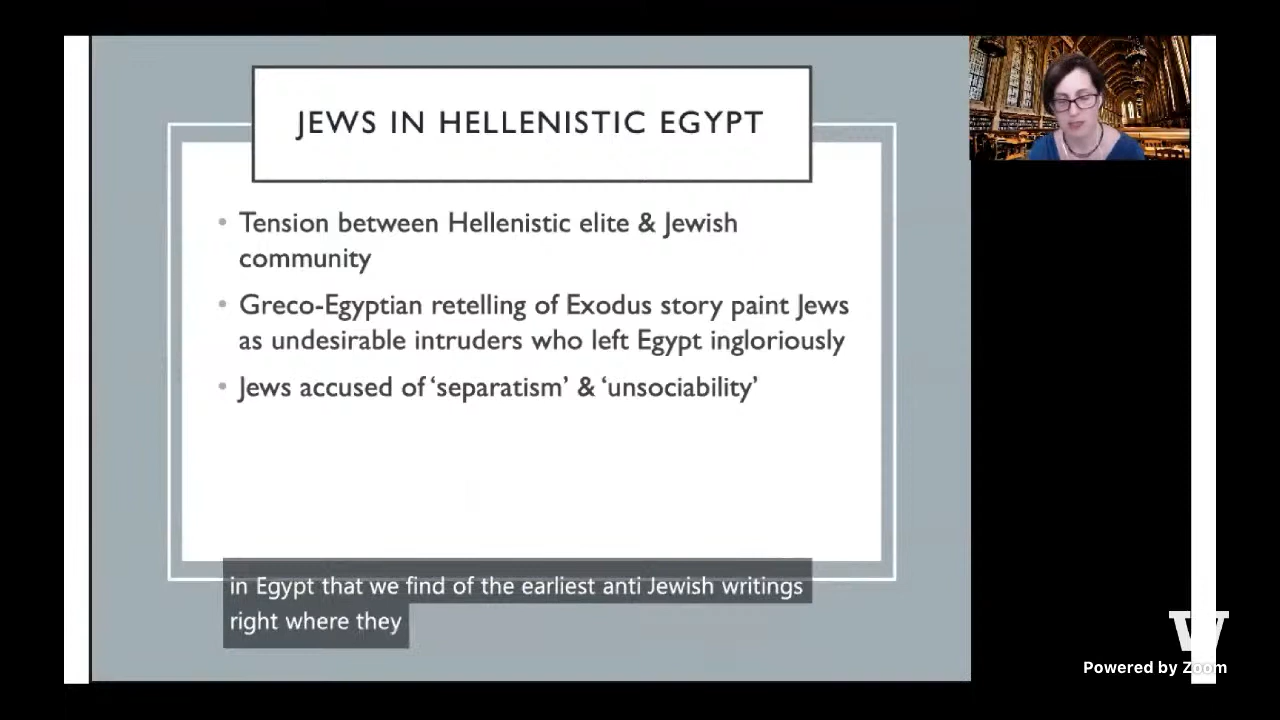 JEWS IN HELLENISTIC EGYPT
• Tension between Hellenistic elite & Jewish
community
• Greco-Egyptian retelling of Exodus story paint Jews
as undesirable intruders who left Egypt ingloriously
• Jews accused of ‘separatism’ & ‘unsociability’
in Egypt that we find of the earliest anti Jewish writings
right where they
W
Powered by Zoom